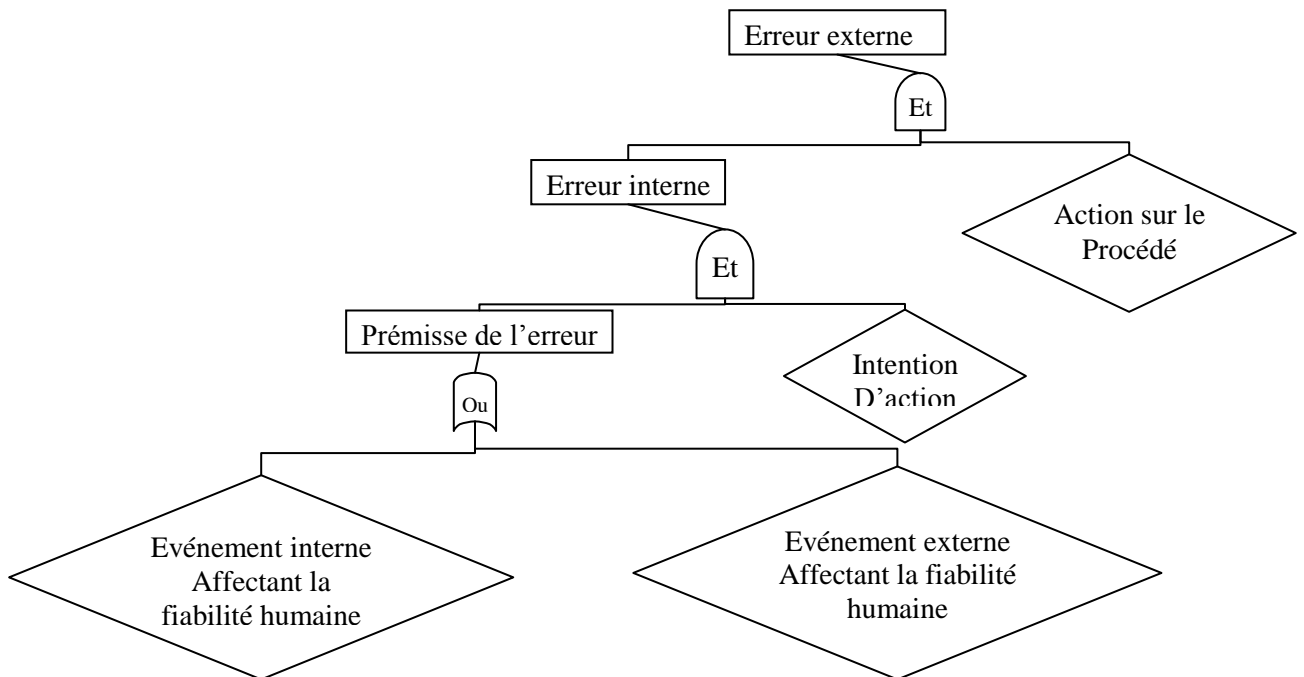 Erreur externe
Et
Erreur interne
Action sur le
Procédé
Et
Prémisse de l’erreur
Intention
D’action
Ou
Evénement interne
Affectant la
fiabilité humaine
Evénement externe
Affectant la fiabilité
humaine